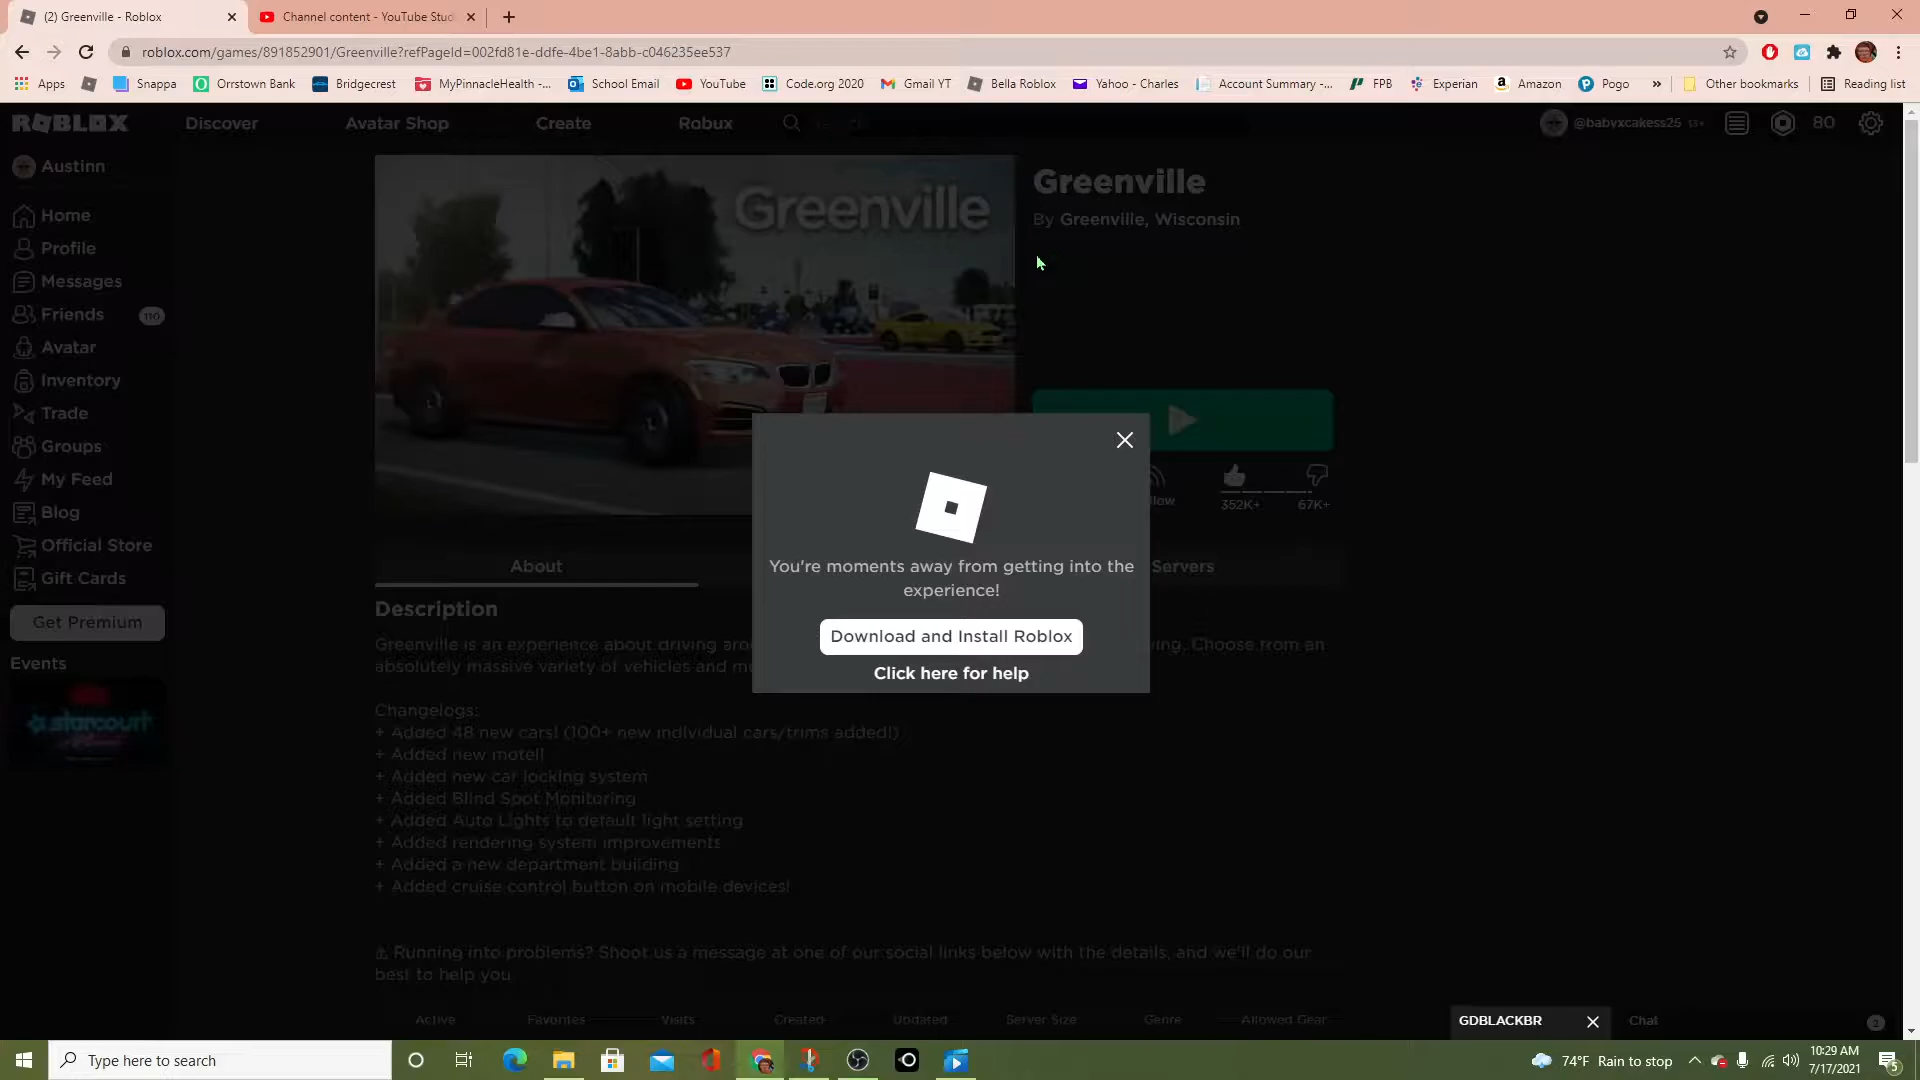 (2) Greenville - Roblox
Channel content - YouTube Stud
roblox.com/games/891852901/Greenville?refPageId=002fd81e-ddfe-4be1-8abb-c046235ee537
Apps Snappa Orrstown Bank Bridgecrest MyPinnacleHealth -... School Email YouTube Code.org 2020 Gmail YT Bella Roblox Yahoo - Charles Account Summary -... FPB Experian Amazon Pogo » Other bookmarks Reading list
ROBLOX Discover Avatar Shop Create Robux @babyxcakess25 13+ 80
Austinn
Home
Profile
Messages
Friends 110
Avatar
Inventory
Trade
Groups
My Feed
Blog
Official Store
Gift Cards
Get Premium
Events
starcourt
Greenville
Greenville
By Greenville, Wisconsin
llow 352K+ 67K+
You're moments away from getting into the
experience!
Download and Install Roblox
Click here for help
About Servers
Description
Greenville is an experience about driving aro ing. Choose from an
absolutely massive variety of vehicles and m
Changelogs:
+ Added 48 new cars! (100+ new individual cars/trims added!)
+ Added new motel!
+ Added new car locking system
+ Added Blind Spot Monitoring
+ Added Auto Lights to default light setting
+ Added rendering system improvements
+ Added a new department building
+ Added cruise control button on mobile devices!
⚠ Running into problems? Shoot us a message at one of our social links below with the details, and we'll do our
best to help you.
Active Favorites Visits Created Updated Server Size Genre Allowed Gear
GDBLACKBR Chat
Type here to search
74°F Rain to stop
10:29 AM
7/17/2021
5